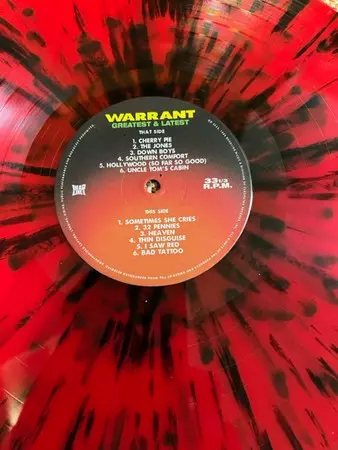 WARRANT
GREATEST & LATEST
THAT SIDE
1. CHERRY PIE
2. THE JONES
3. DOWN BOYS
4. SOUTHERN COMFORT
5. HOLLYWOOD (SO FAR SO GOOD)
6. UNCLE TOM'S CABIN
33 1/3
R.P.M.
THIS SIDE
1. SOMETIMES SHE CRIES
2. 32 PENNIES
3. HEAVEN
4. THIN DISGUISE
5. I SAW RED
6. BAD TATTOO